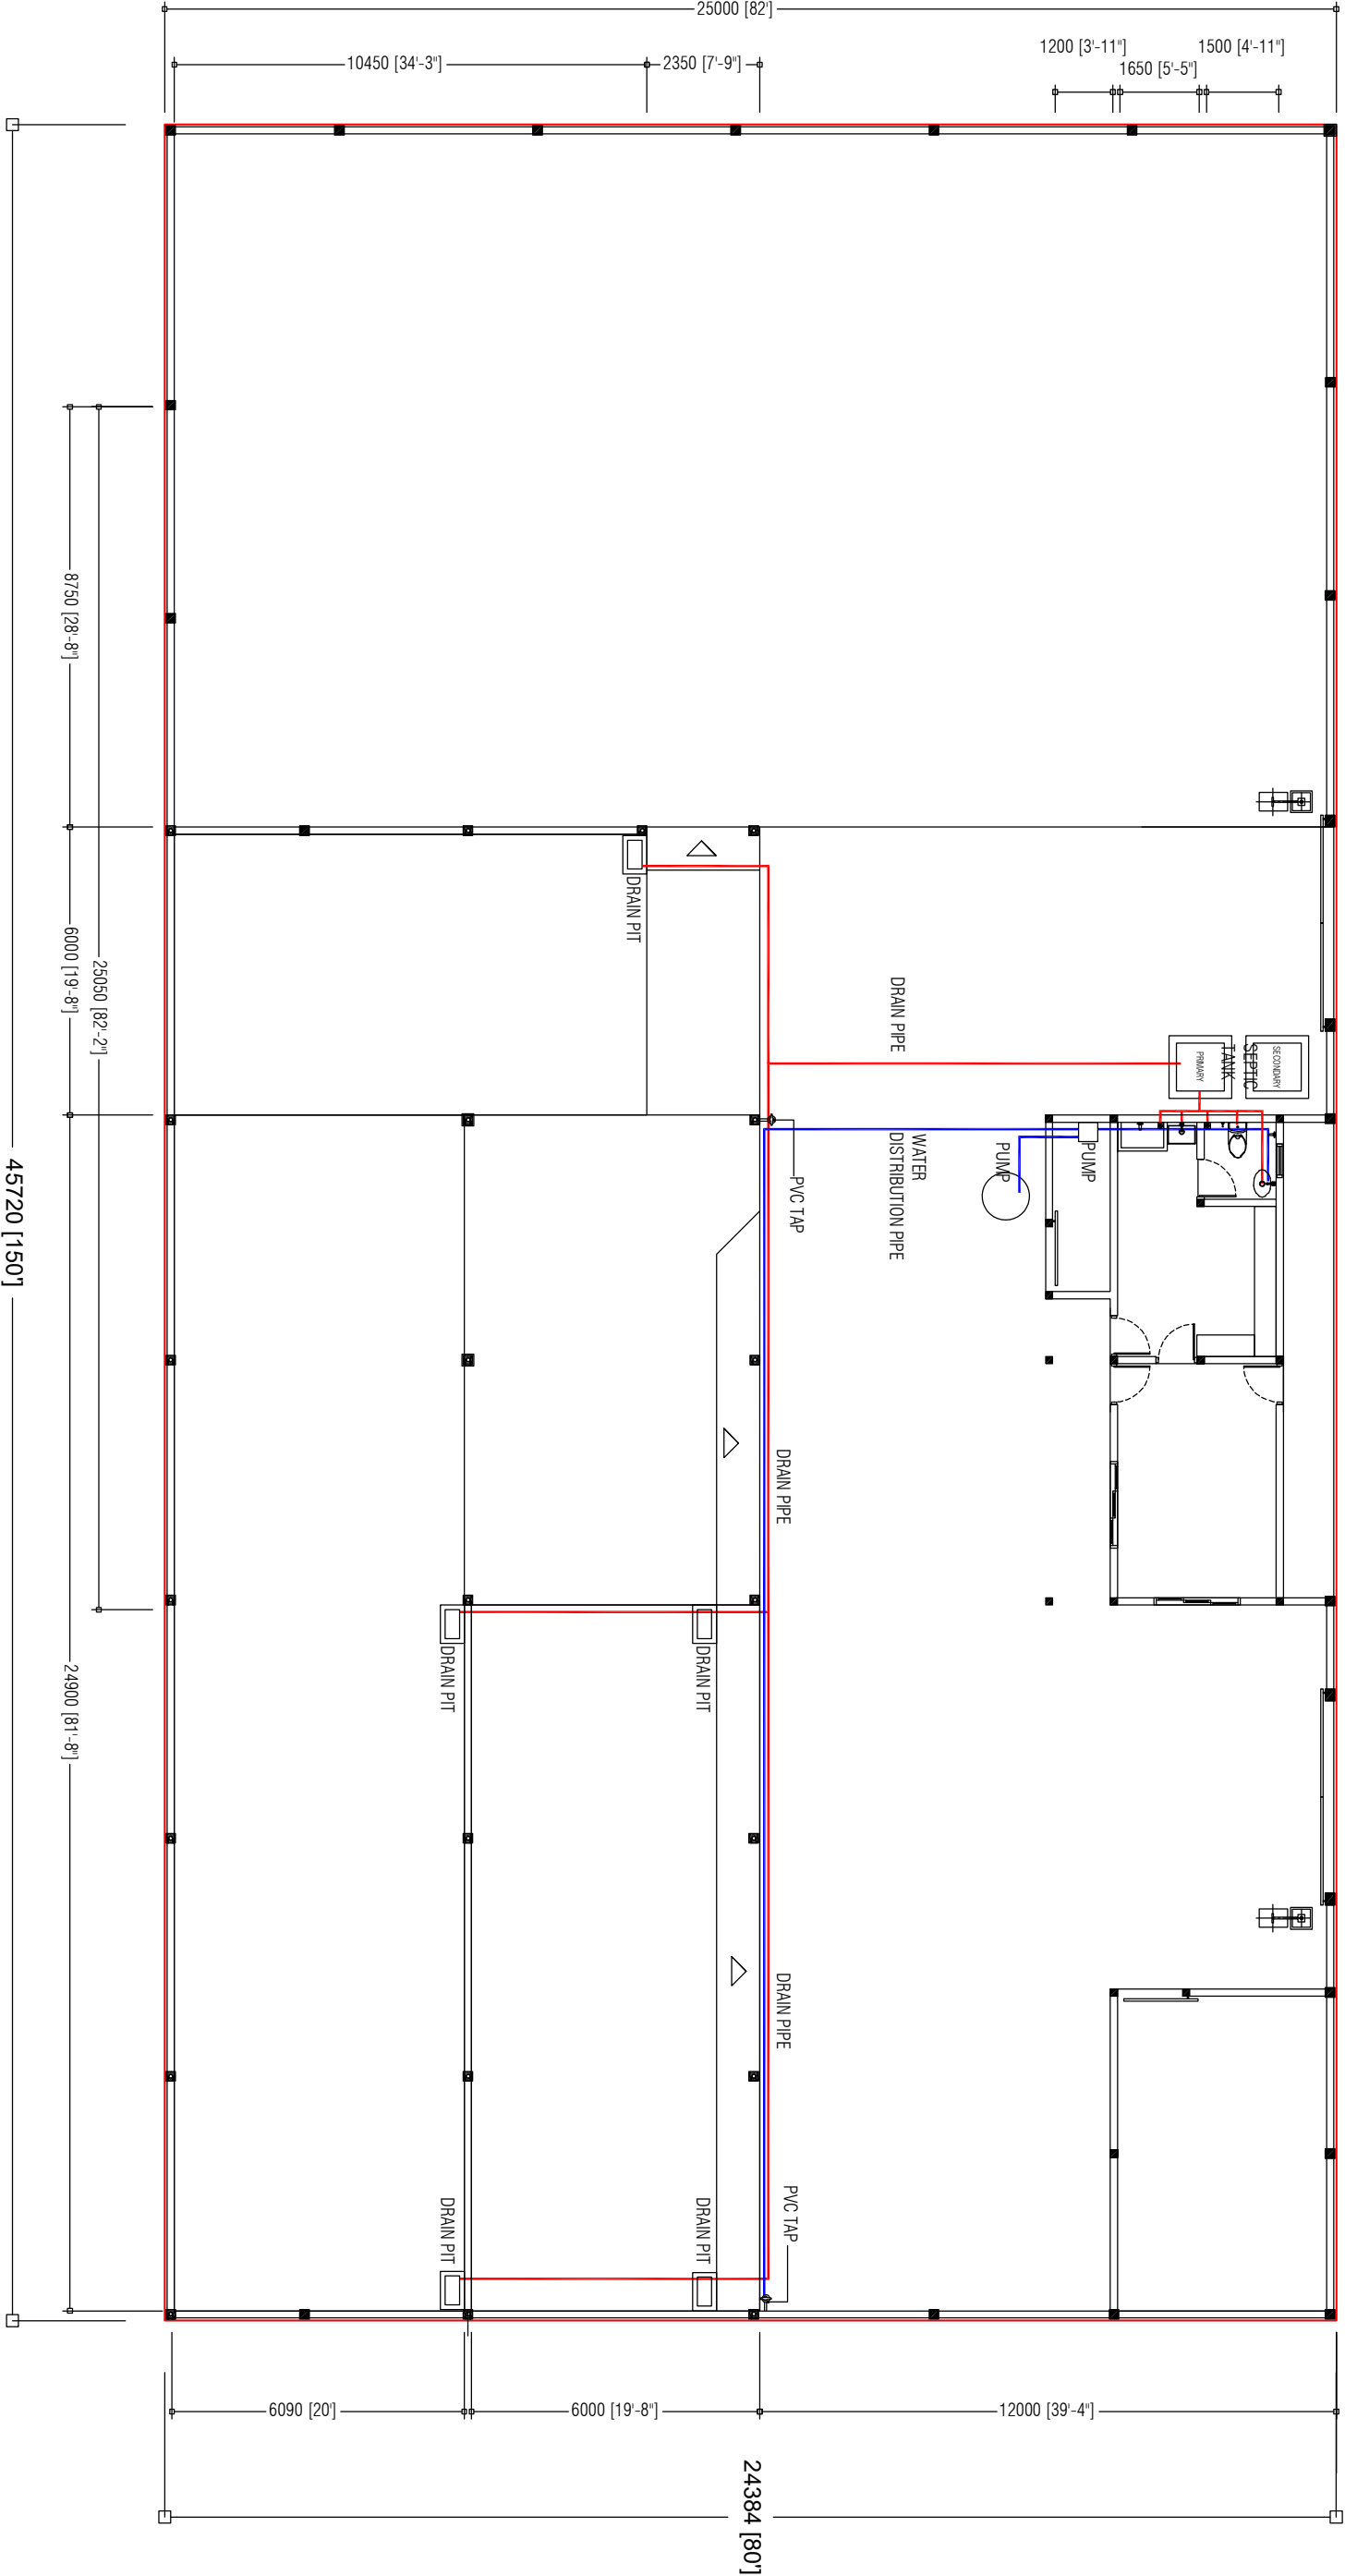 25000 [82']
1200 [3'-11"]
1500 [4'-11"]
10450 [34'-3"]
2350 [7'-9"]
1650 [5'-5"]
8750 [28'-8"]
6000 [19'-8"]
25050 [82'-2"]
24900 [81'-8"]
45720 [150']
DRAIN PIT
DRAIN PIPE
SECONDARY
SEPTIC
TANK
PRIMARY
PUMP
PUMP
WATER
DISTRIBUTION PIPE
PVC TAP
DRAIN PIPE
DRAIN PIT
DRAIN PIT
DRAIN PIPE
PVC TAP
DRAIN PIT
DRAIN PIT
6090 [20']
6000 [19'-8"]
12000 [39'-4"]
24384 [80']